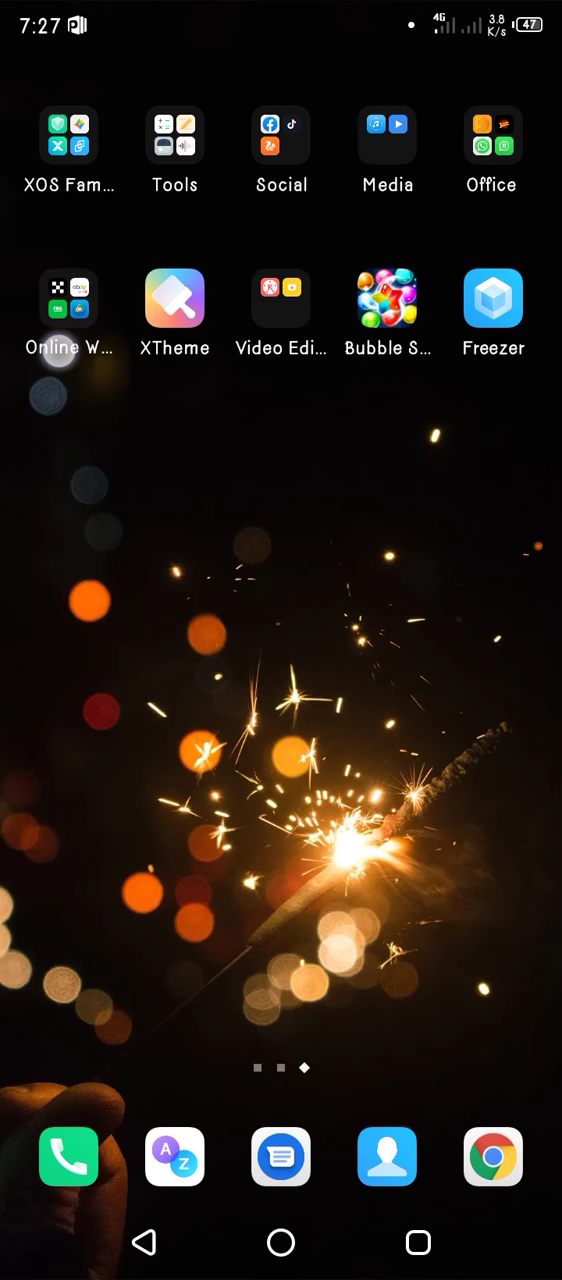 7:27
4G
3.8
K/s
47
XOS Fam...
Tools
Social
Media
Office
Online W...
XTheme
Video Edi...
Bubble S...
Freezer
A
Z